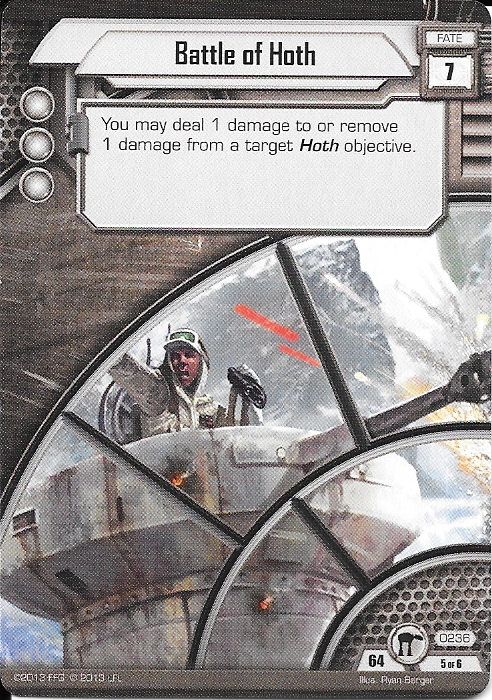 Battle of Hoth
FATE
7
You may deal 1 damage to or remove
1 damage from a target Hoth objective.
0236
64
5 of 6
©2013 FFG © 2013 LFL
Illus. Ryan Barger